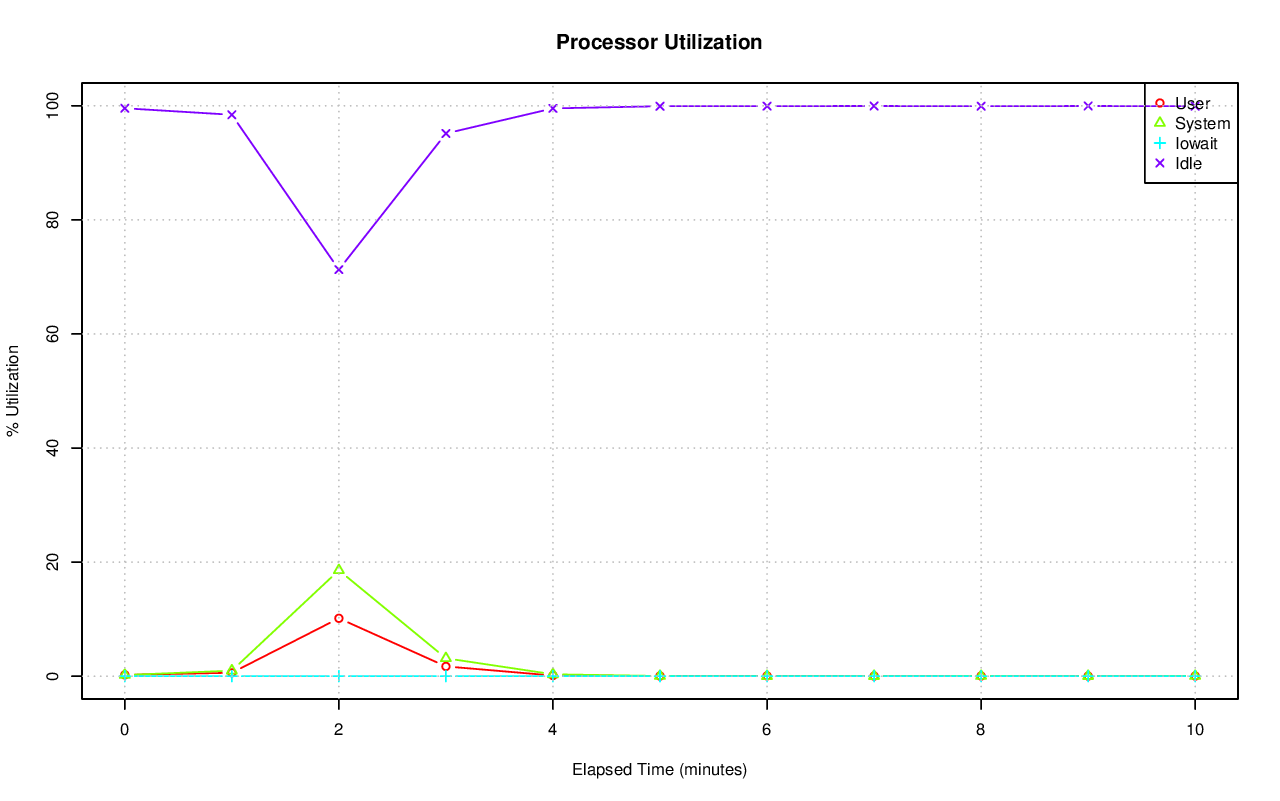 Processor Utilization
% Utilization
100
80
60
40
20
0
User
System
Iowait
Idle
0 2 4 6 8 10
Elapsed Time (minutes)